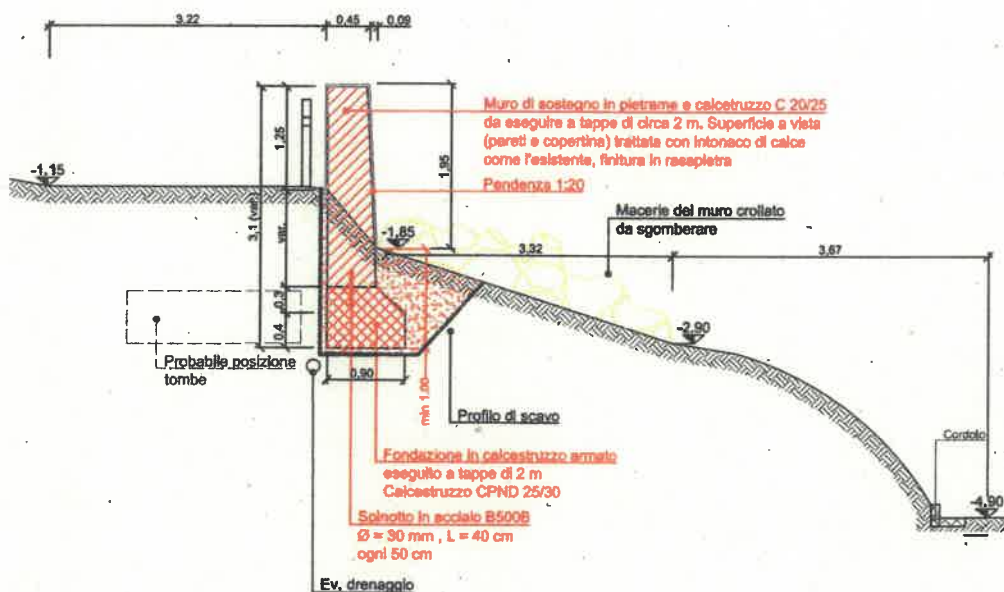 3.22
0,45
0,09
Muro di sostegno in pietrame e calcetruzzo C 20/25
da eseguire a tappe di circa 2 m. Superficie a vista
(pareti e copertina) trattata con intonaco di calce
come l'esistente, finitura in rasapietra
1,25
1,95
-1,15
Pendenza 1:20
3,1 (var.)
var.
Macerie del muro crollato
da sgomberare
-1,85
3,32
3,67
0,3
0,4
-2,90
Probabile posizione
tombe
0,90
min 1.00
Profilo di scavo
Cordolo
Fondazione in calcestruzzo armato
eseguito a tappe di 2 m
Calcestruzzo CPND 25/30
-4,90
Spinotto in acciaio B500B
Ø = 30 mm , L = 40 cm
ogni 50 cm
Ev. drenaggio